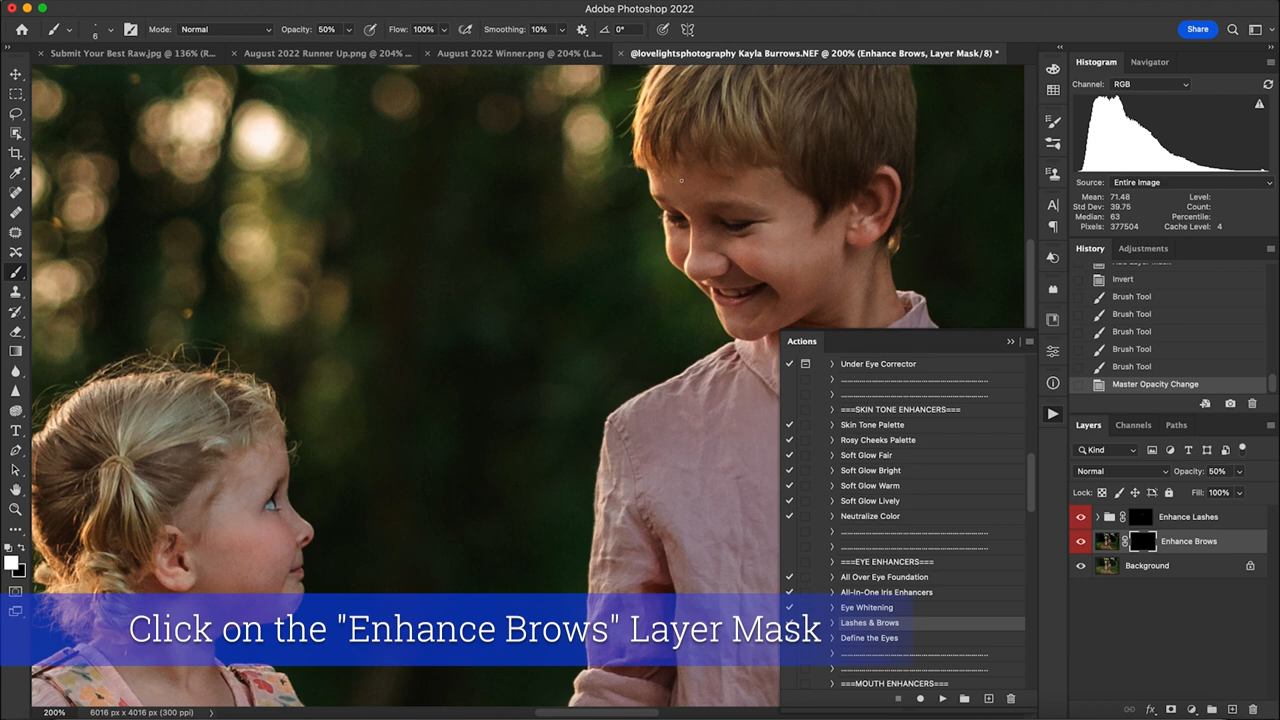 Adobe Photoshop 2022
6
Mode: Normal
Opacity: 50%
Flow: 100%
Smoothing: 10%
0°
Share
Submit Your Best Raw.jpg @ 136% (R...
August 2022 Runner Up.png @ 204% ...
August 2022 Winner.png @ 204% (La...
@lovelightsphotography Kayla Burrows.NEF @ 200% (Enhance Brows, Layer Mask/8) *
Histogram
Navigator
Channel: RGB
Source: Entire Image
Mean: 71.48
Level:
Std Dev: 39.75
Count:
Median: 63
Percentile:
Pixels: 377504
Cache Level: 4
History
Adjustments
Invert
Brush Tool
Brush Tool
Brush Tool
Brush Tool
Brush Tool
Master Opacity Change
Layers
Channels
Paths
Kind
Normal
Opacity: 50%
Lock:
Fill: 100%
Enhance Lashes
Enhance Brows
Background
Actions
Under Eye Corrector
===SKIN TONE ENHANCERS===
Skin Tone Palette
Rosy Cheeks Palette
Soft Glow Fair
Soft Glow Bright
Soft Glow Warm
Soft Glow Lively
Neutralize Color
===EYE ENHANCERS===
All Over Eye Foundation
All-In-One Iris Enhancers
Eye Whitening
Lashes & Brows
Define the Eyes
===MOUTH ENHANCERS===
Click on the "Enhance Brows" Layer Mask
200%
6016 px x 4016 px (300 ppi)